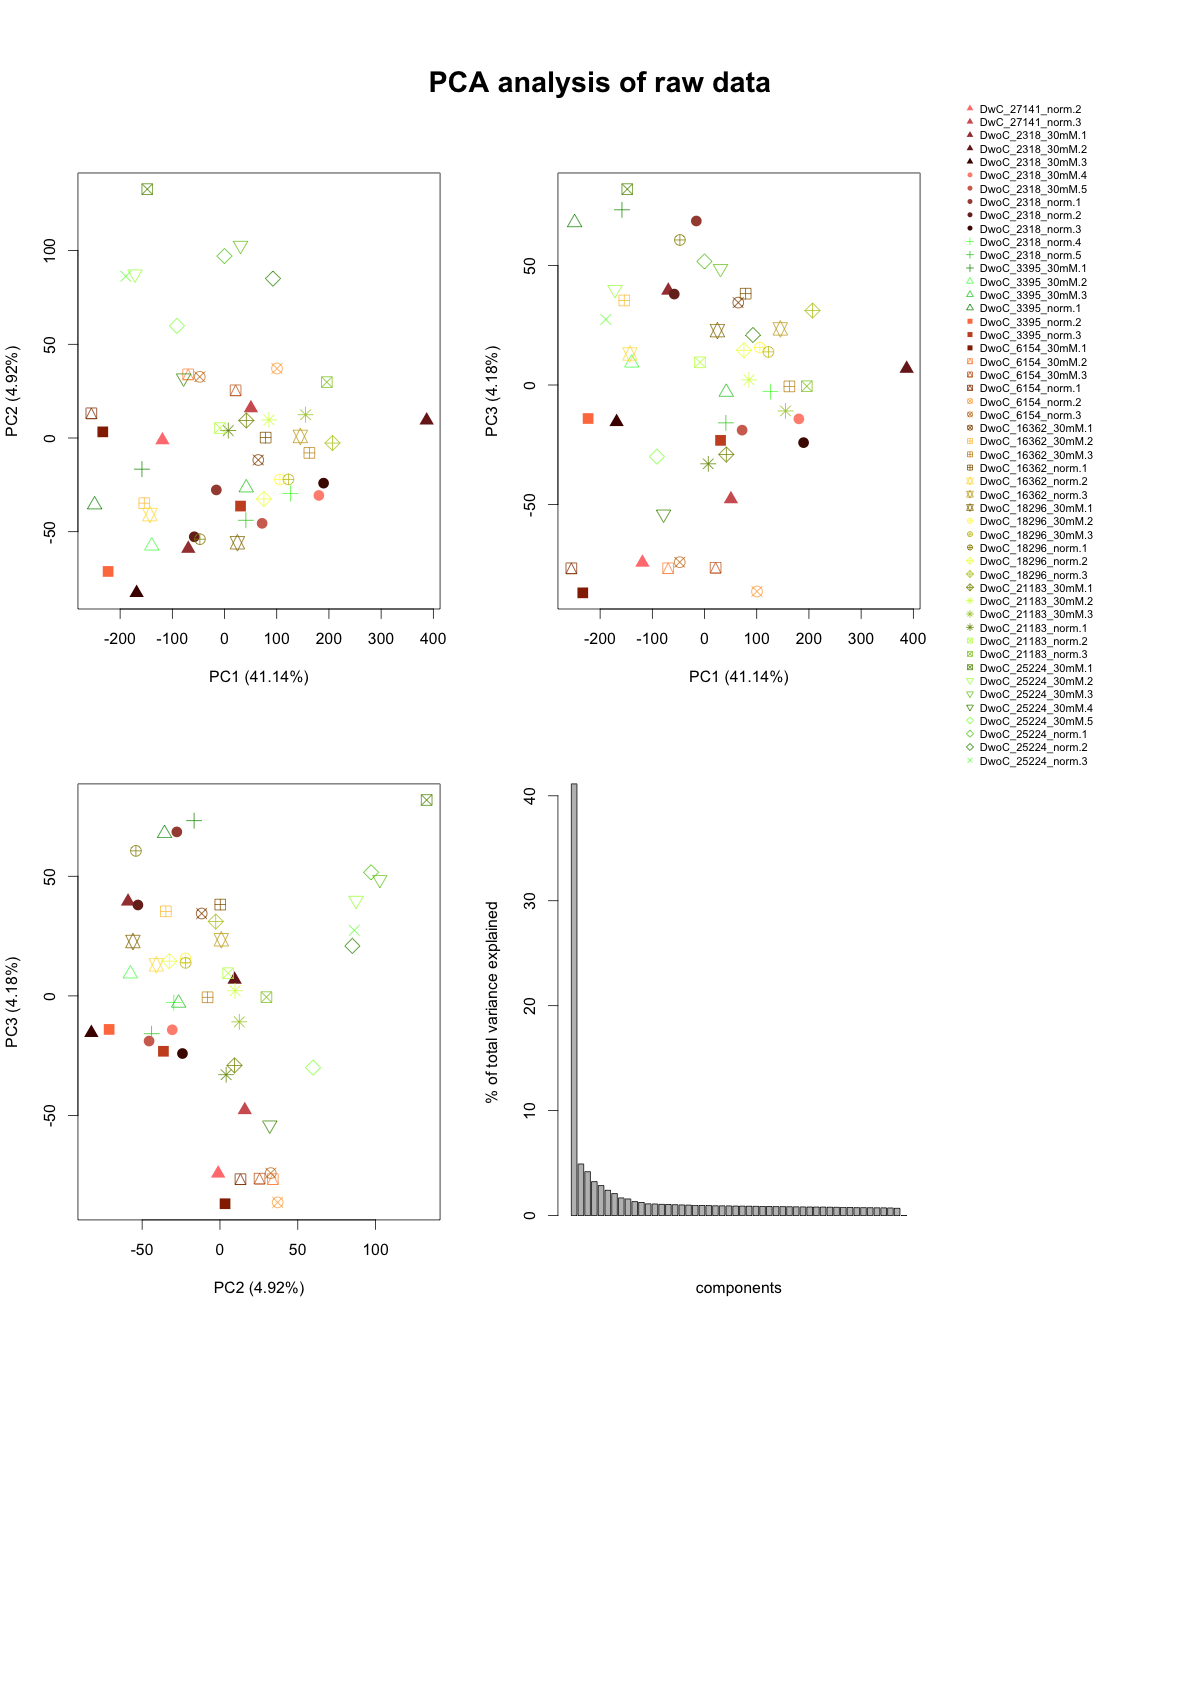 PCA analysis of raw data
DwC_27141_norm.2
DwC_27141_norm.3
DwoC_2318_30mM.1
DwoC_2318_30mM.2
DwoC_2318_30mM.3
DwoC_2318_30mM.4
DwoC_2318_30mM.5
DwoC_2318_norm.1
DwoC_2318_norm.2
DwoC_2318_norm.3
DwoC_2318_norm.4
DwoC_2318_norm.5
DwoC_3395_30mM.1
DwoC_3395_30mM.2
DwoC_3395_30mM.3
DwoC_3395_norm.1
DwoC_3395_norm.2
DwoC_3395_norm.3
DwoC_6154_30mM.1
DwoC_6154_30mM.2
DwoC_6154_30mM.3
DwoC_6154_norm.1
DwoC_6154_norm.2
DwoC_6154_norm.3
DwoC_16362_30mM.1
DwoC_16362_30mM.2
DwoC_16362_30mM.3
DwoC_16362_norm.1
DwoC_16362_norm.2
DwoC_16362_norm.3
DwoC_18296_30mM.1
DwoC_18296_30mM.2
DwoC_18296_30mM.3
DwoC_18296_norm.1
DwoC_18296_norm.2
DwoC_18296_norm.3
DwoC_21183_30mM.1
DwoC_21183_30mM.2
DwoC_21183_30mM.3
DwoC_21183_norm.1
DwoC_21183_norm.2
DwoC_21183_norm.3
DwoC_25224_30mM.1
DwoC_25224_30mM.2
DwoC_25224_30mM.3
DwoC_25224_30mM.4
DwoC_25224_30mM.5
DwoC_25224_norm.1
DwoC_25224_norm.2
DwoC_25224_norm.3
PC2 (4.92%)
100
50
0
-50
-200 -100 0 100 200 300 400
PC1 (41.14%)
PC3 (4.18%)
50
0
-50
-200 -100 0 100 200 300 400
PC1 (41.14%)
PC3 (4.18%)
50
0
-50
-50 0 50 100
PC2 (4.92%)
% of total variance explained
40
30
20
10
0
components